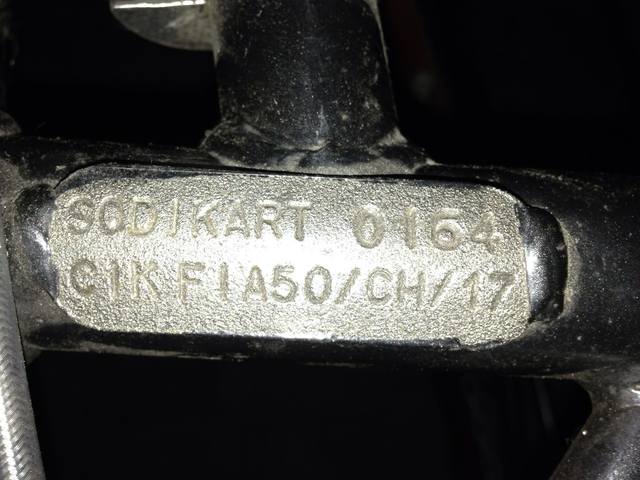 SODIKART 0164
CIK FIA50/CH/17